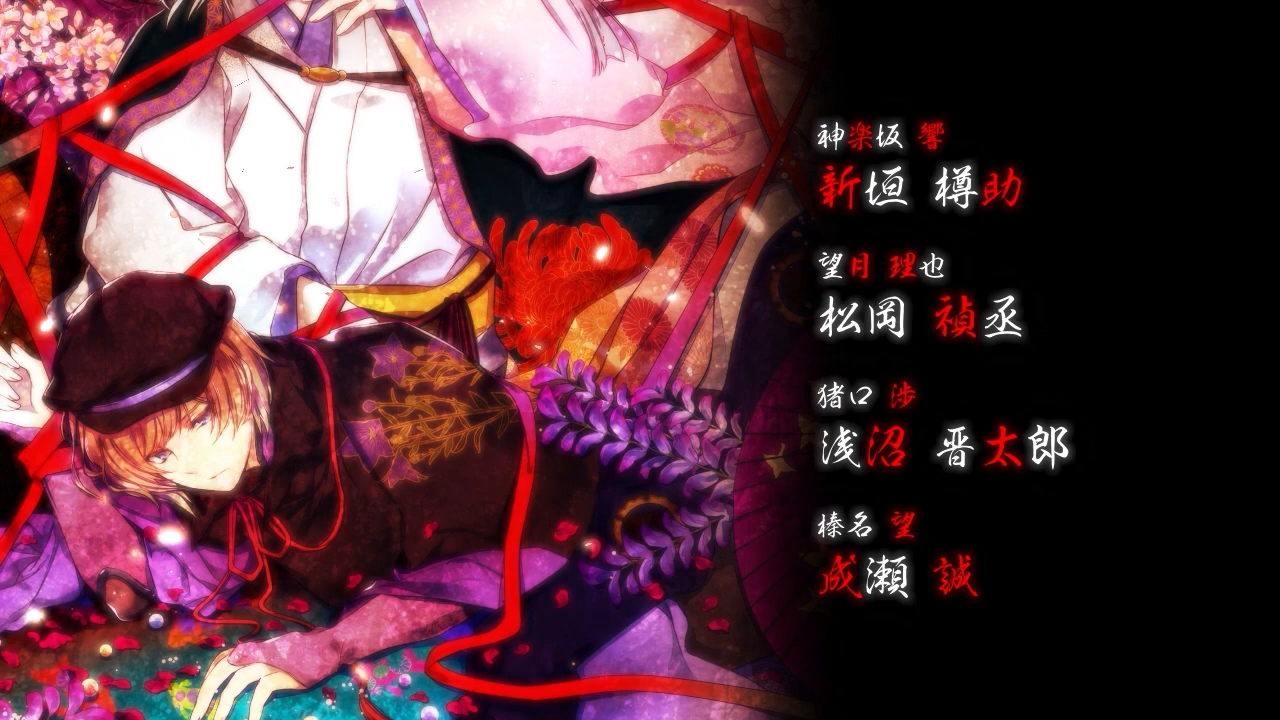 神楽坂 響
新垣 樽助
望月 理也
松岡 禎丞
猪口 渉
浅沼 晋太郎
榛名 望
成瀬 誠